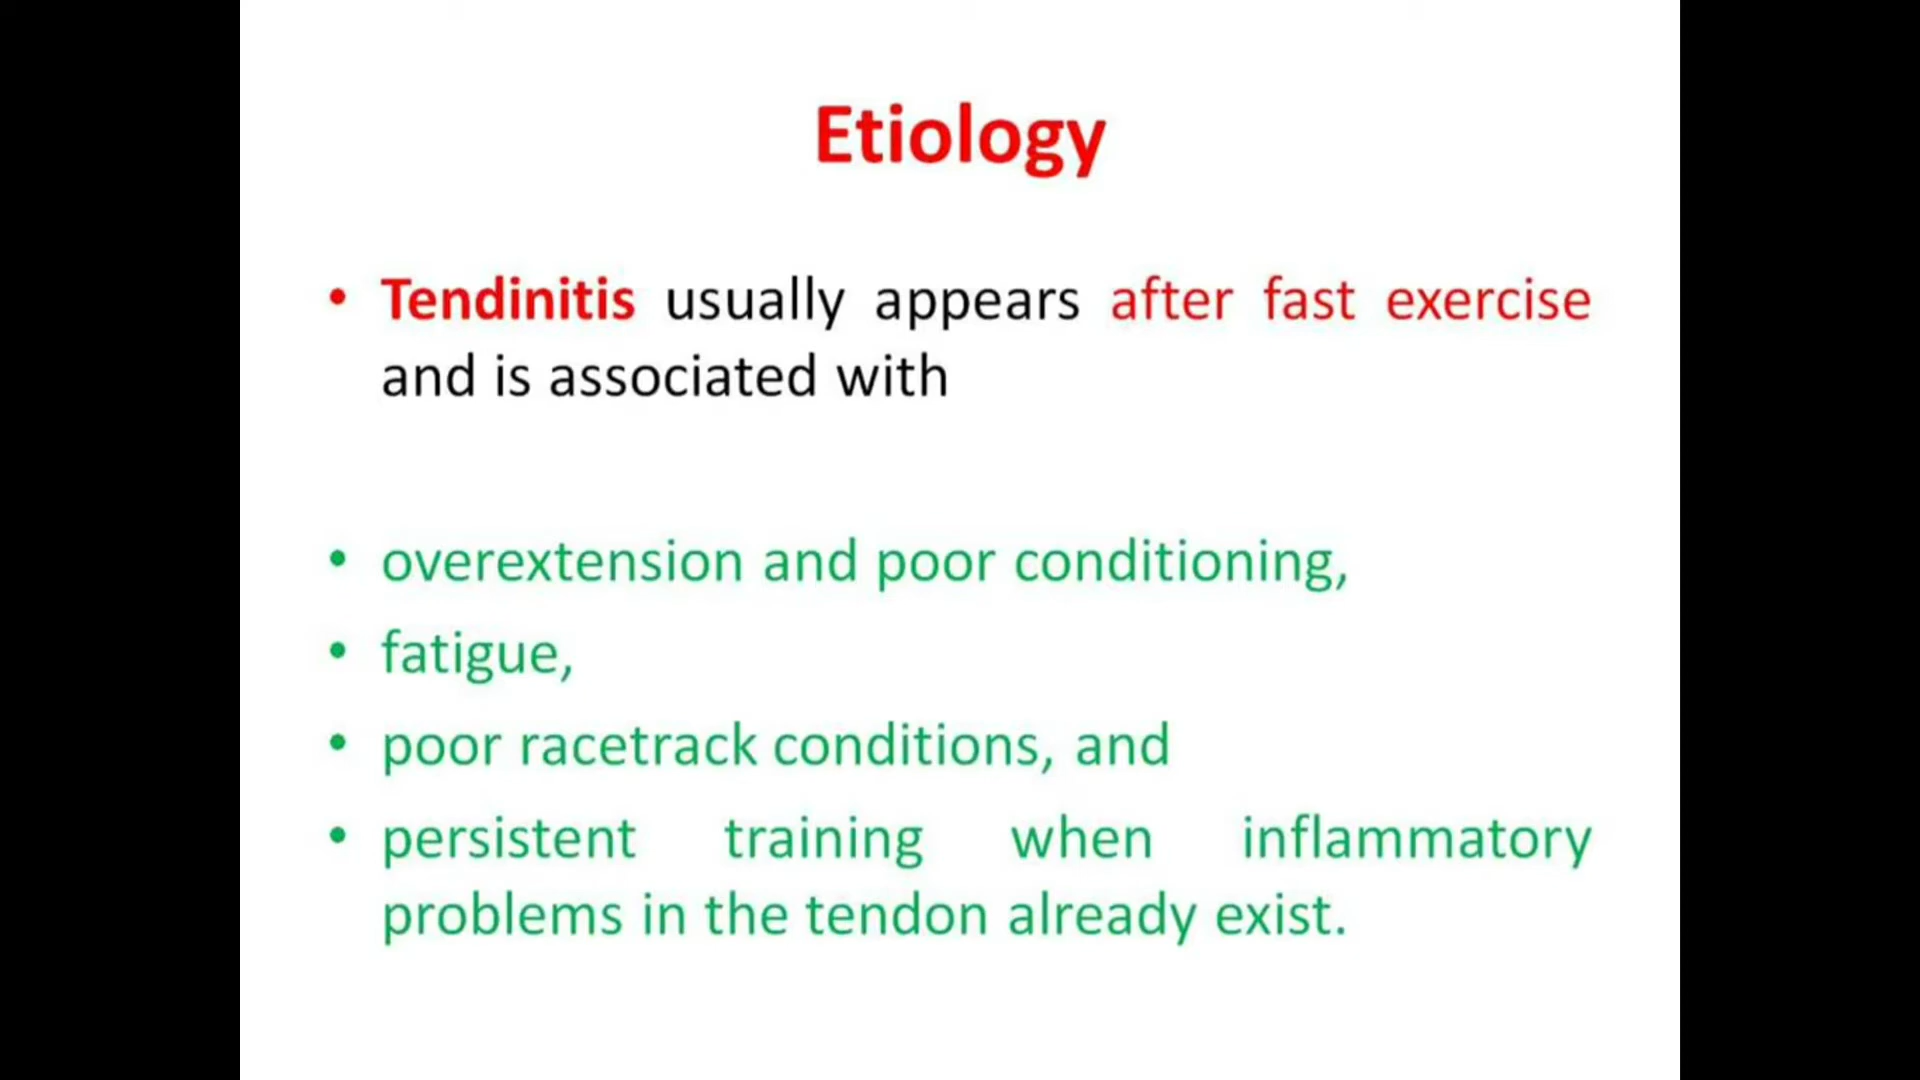 Etiology
• Tendinitis usually appears after fast exercise
and is associated with
• overextension and poor conditioning,
• fatigue,
• poor racetrack conditions, and
• persistent training when inflammatory
problems in the tendon already exist.